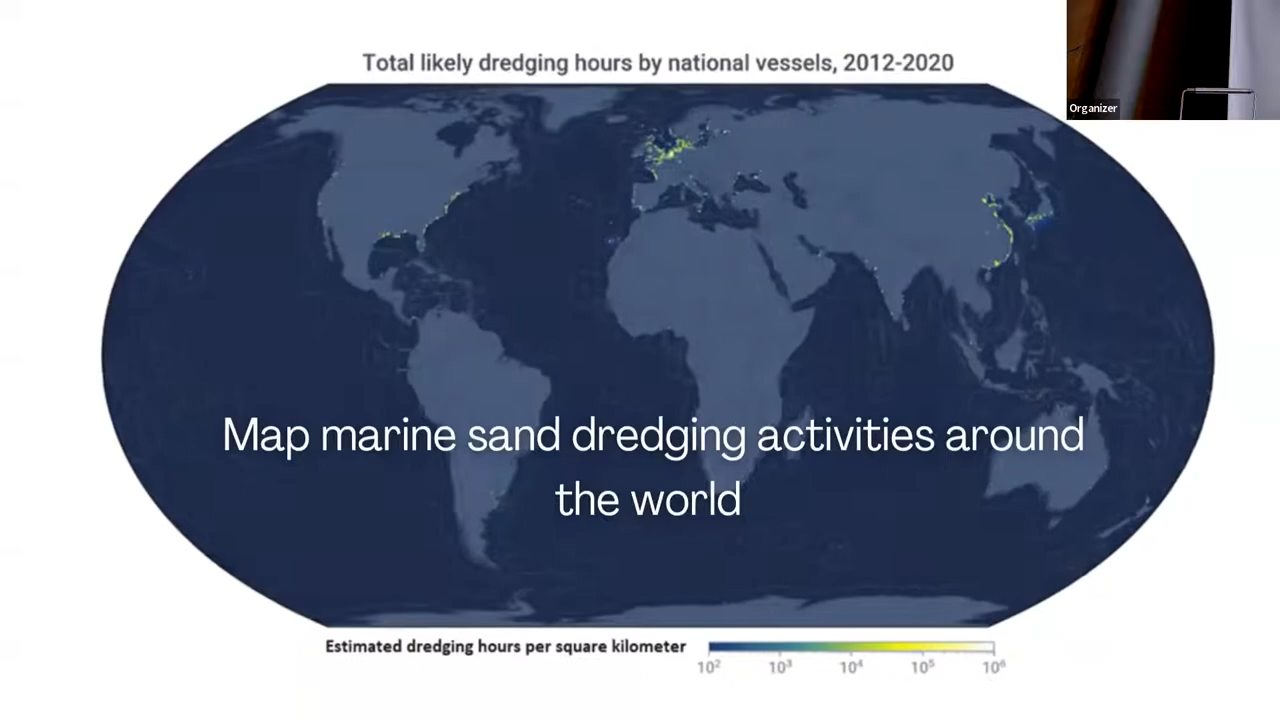 Total likely dredging hours by national vessels, 2012-2020
Organizer
Map marine sand dredging activities around
the world
Estimated dredging hours per square kilometer
10² 10³ 10⁴ 10⁵ 10⁶